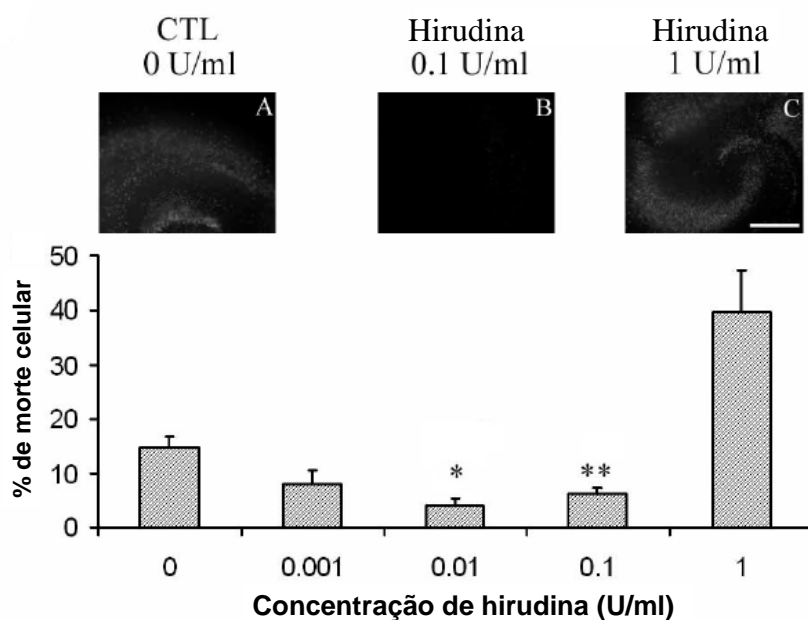 CTL
0 U/ml
Hirudina
0.1 U/ml
Hirudina
1 U/ml
A
B
C
50
40
30
20
10
0
% de morte celular
*
**
0
0.001
0.01
0.1
1
Concentração de hirudina (U/ml)